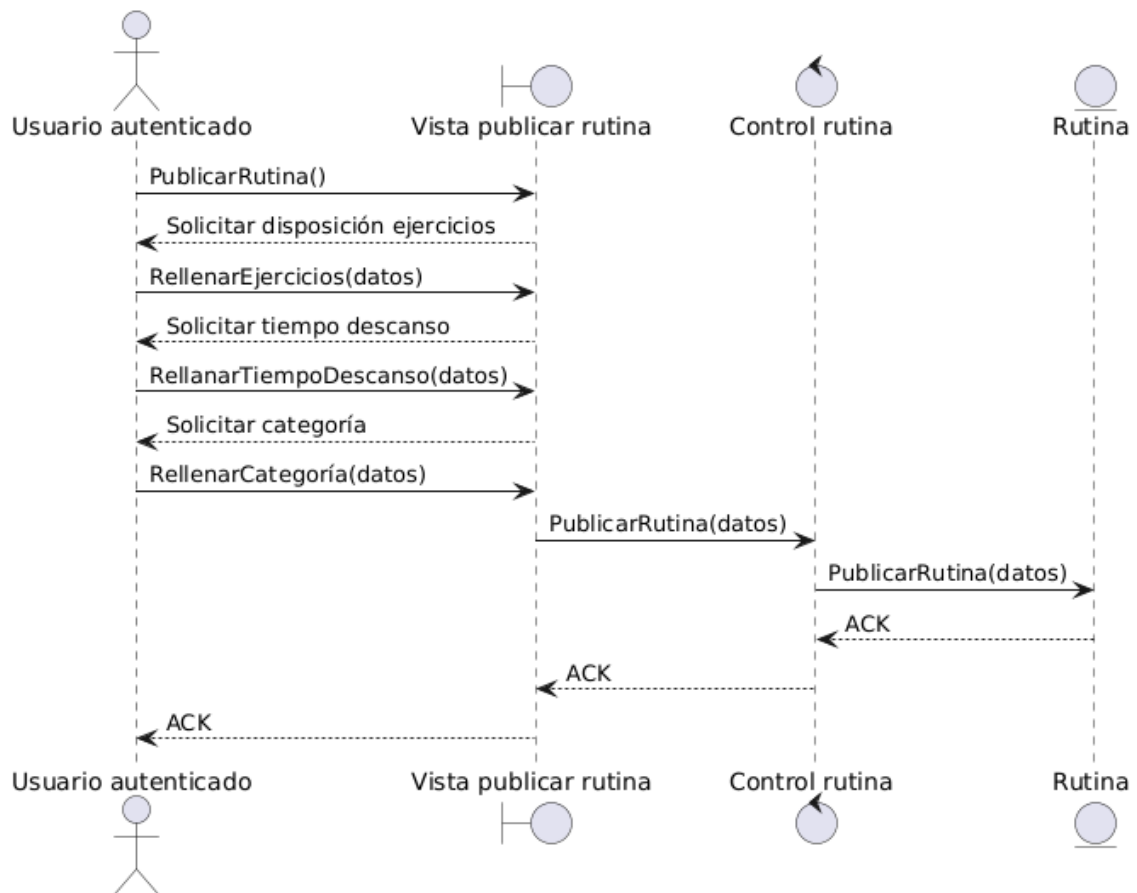 Usuario autenticado
Vista publicar rutina
Control rutina
Rutina
PublicarRutina()
Solicitar disposición ejercicios
RellenarEjercicios(datos)
Solicitar tiempo descanso
RellanarTiempoDescanso(datos)
Solicitar categoría
RellenarCategoría(datos)
PublicarRutina(datos)
PublicarRutina(datos)
ACK
ACK
ACK
Usuario autenticado
Vista publicar rutina
Control rutina
Rutina